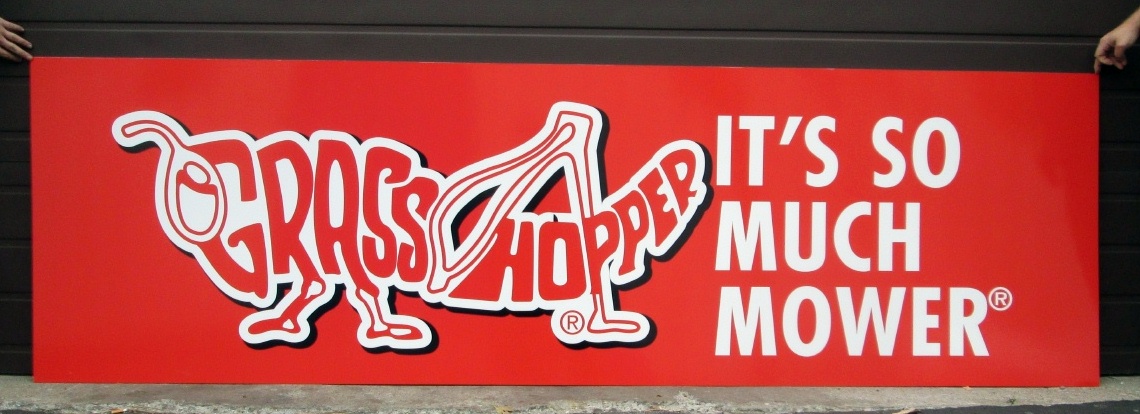 GRASSHOPPER®
IT'S SO
MUCH
MOWER®